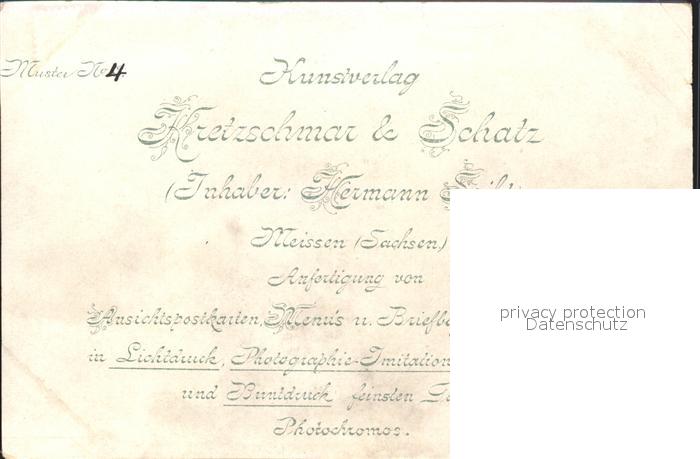 Muster No 4.
Kunstverlag
Kretzschmar & Schatz
(Inhaber: Hermann
Meissen (Sachsen)
Anfertigung von
Ansichtspostkarten, Menu's u.
in Lichtdruck, Photographie-Imitation
und Buntdruck feinsten
Photochromos.
privacy protection
Datenschutz